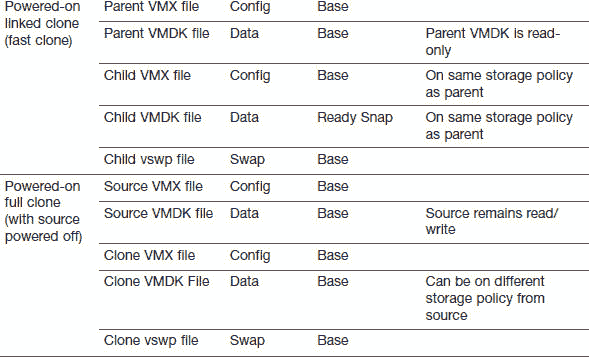 Powered-on Parent VMX file Config Base
linked clone
(fast clone) Parent VMDK file Data Base Parent VMDK is read-
only
Child VMX file Config Base On same storage policy
as parent
Child VMDK file Data Ready Snap On same storage policy
as parent
Child vswp file Swap Base
Powered-on Source VMX file Config Base
full clone
(with source Source VMDK file Data Base Source remains read/
powered off) write
Clone VMX file Config Base
Clone VMDK File Data Base Can be on different
storage policy from
source
Clone vswp file Swap Base